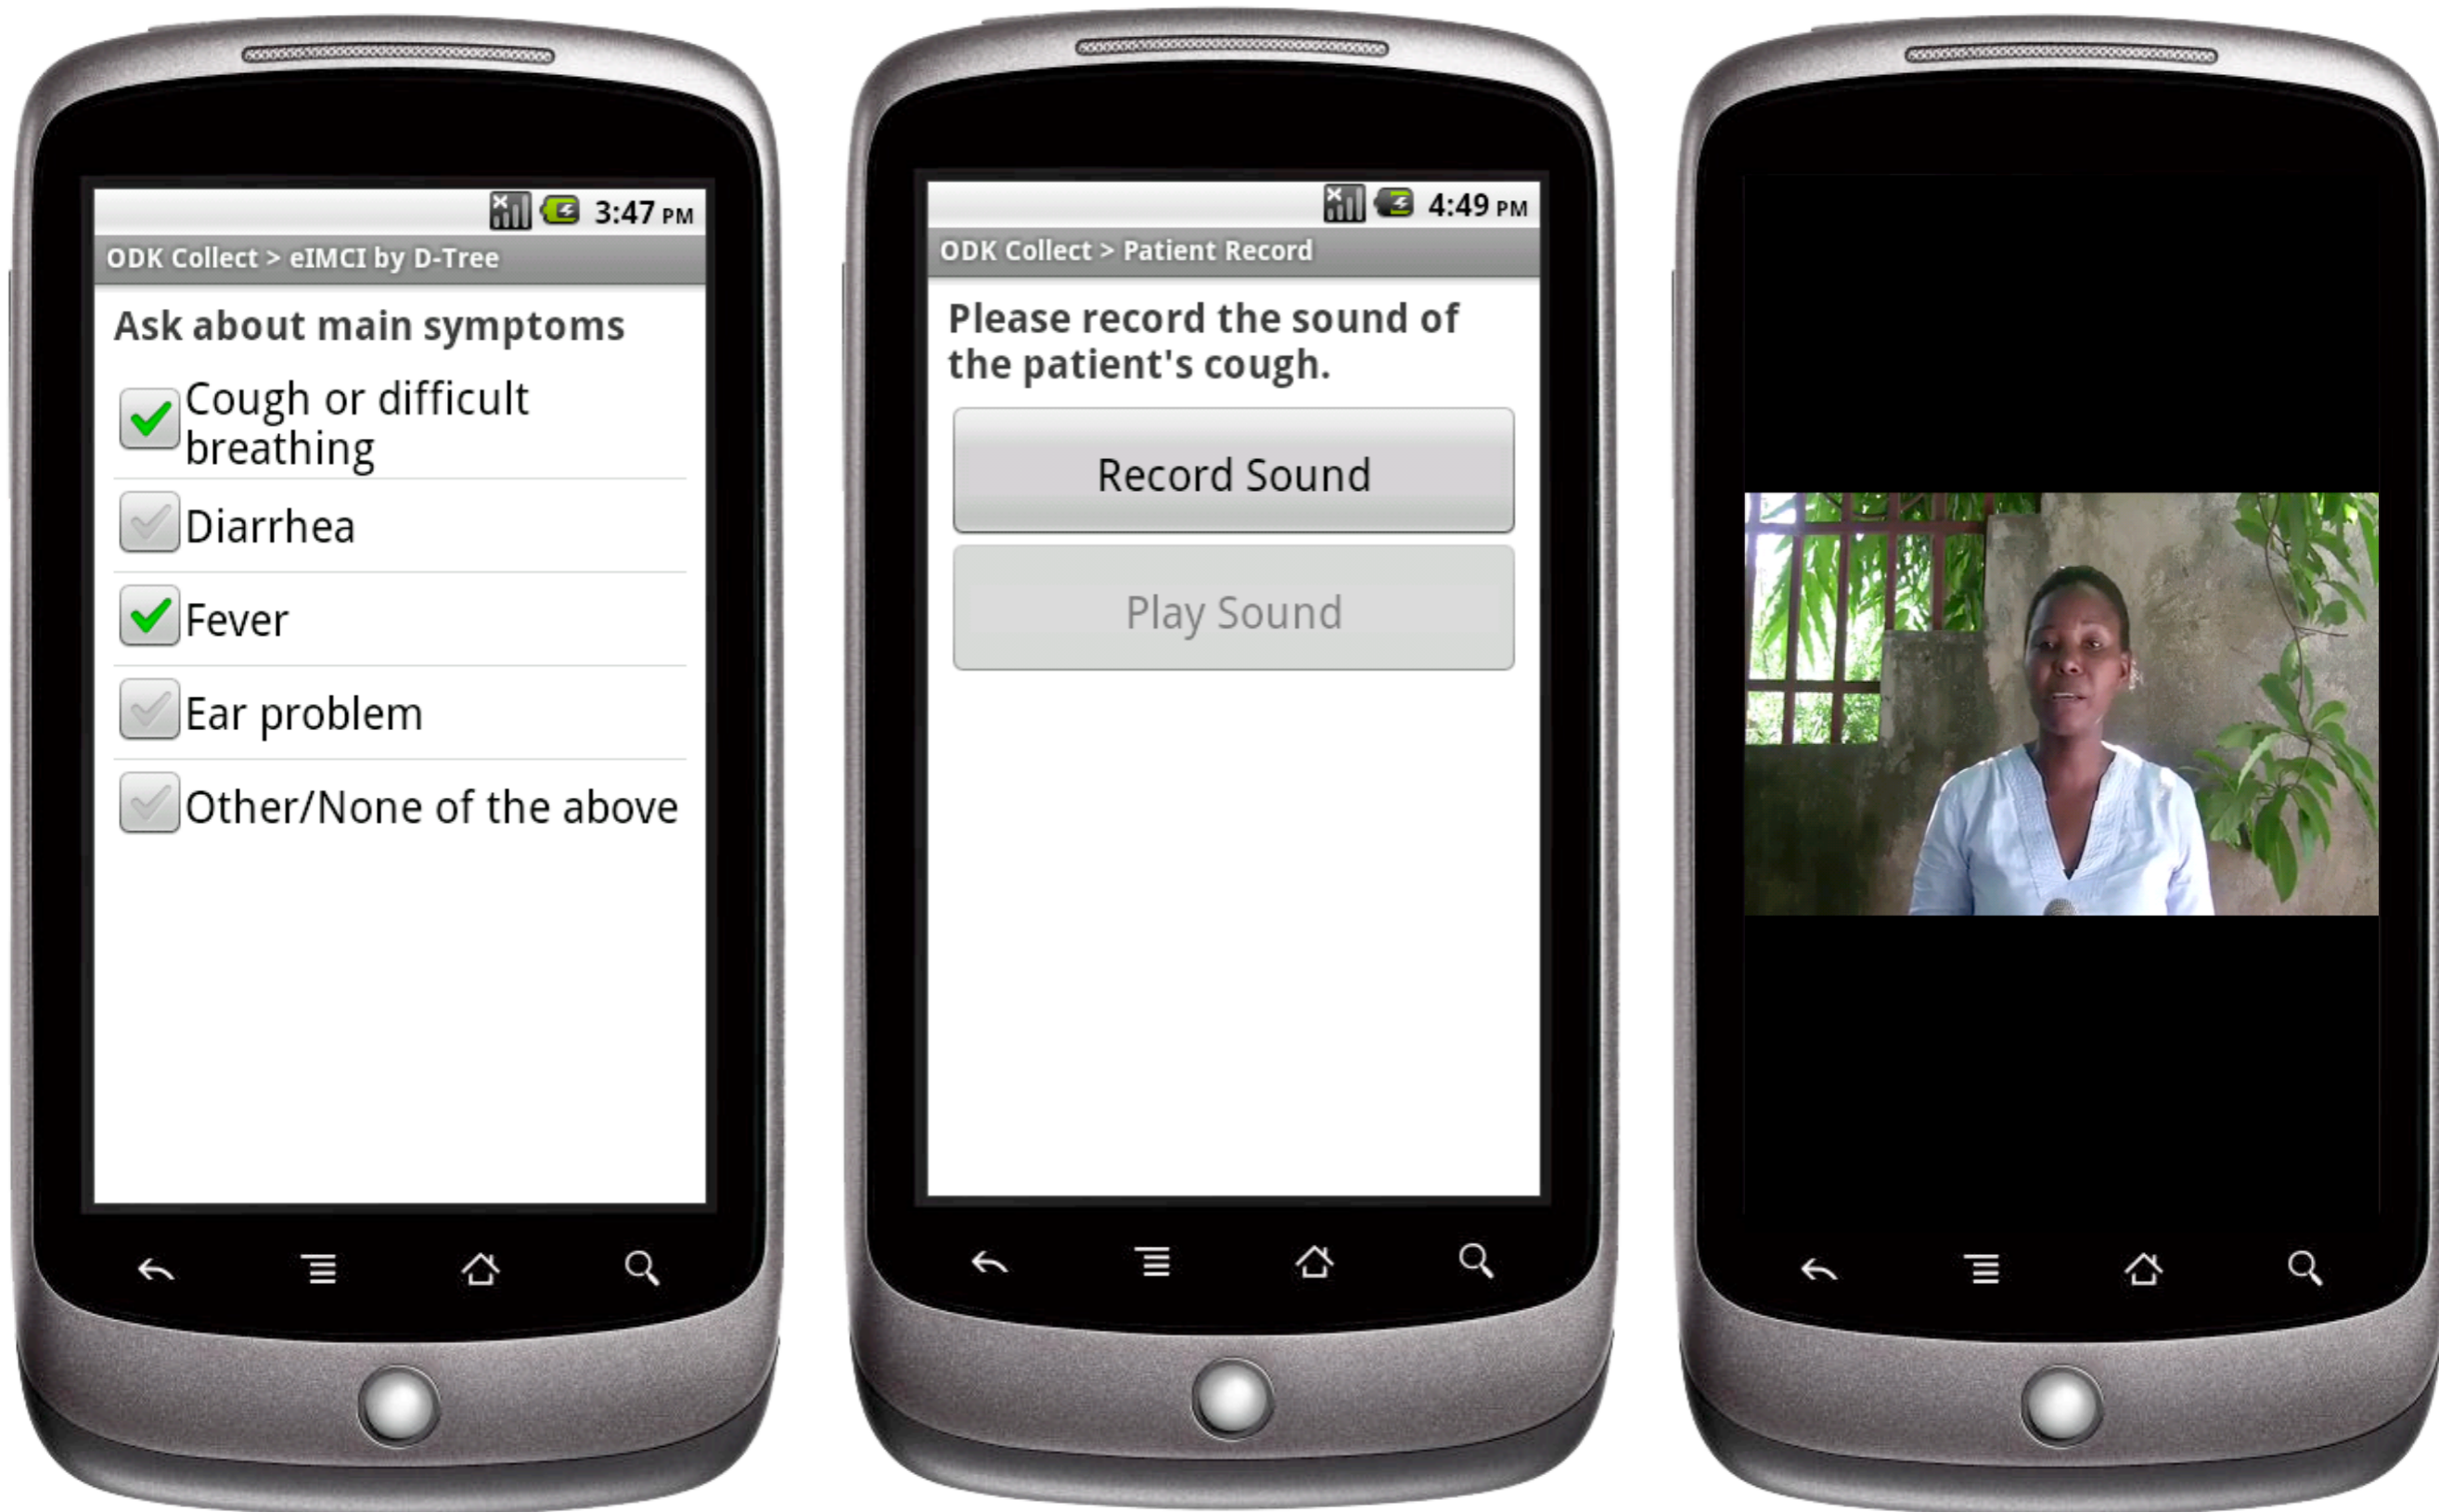 3:47 PM
ODK Collect > eIMCI by D-Tree
Ask about main symptoms
Cough or difficult
breathing
Diarrhea
Fever
Ear problem
Other/None of the above
4:49 PM
ODK Collect > Patient Record
Please record the sound of
the patient's cough.
Record Sound
Play Sound